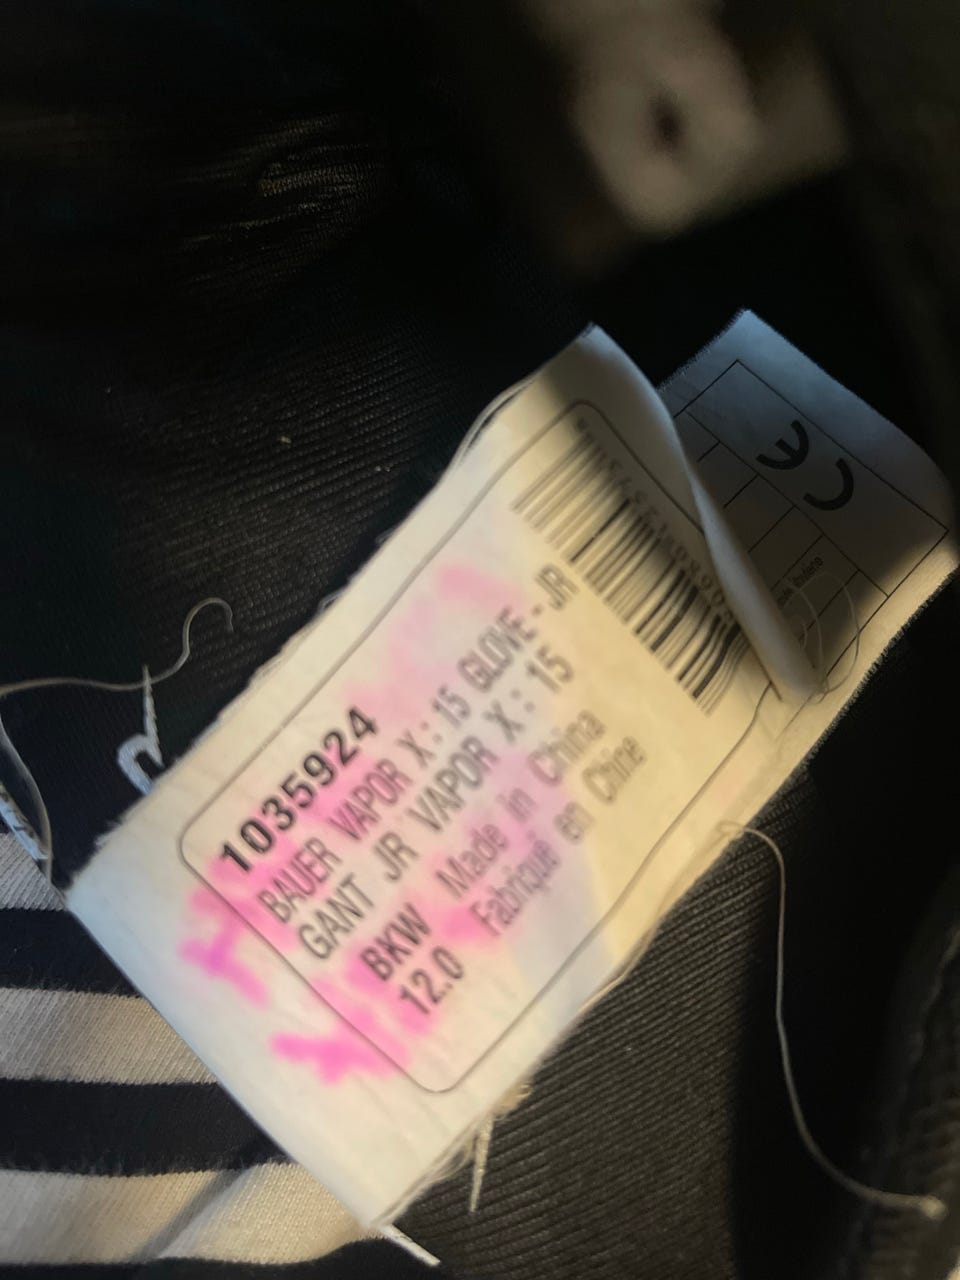 1035924
BAUER VAPOR X:15 GLOVE-JR
GANT JR VAPOR X:15
BKW Made in China
12.0 Fabriqué en Chine
CE